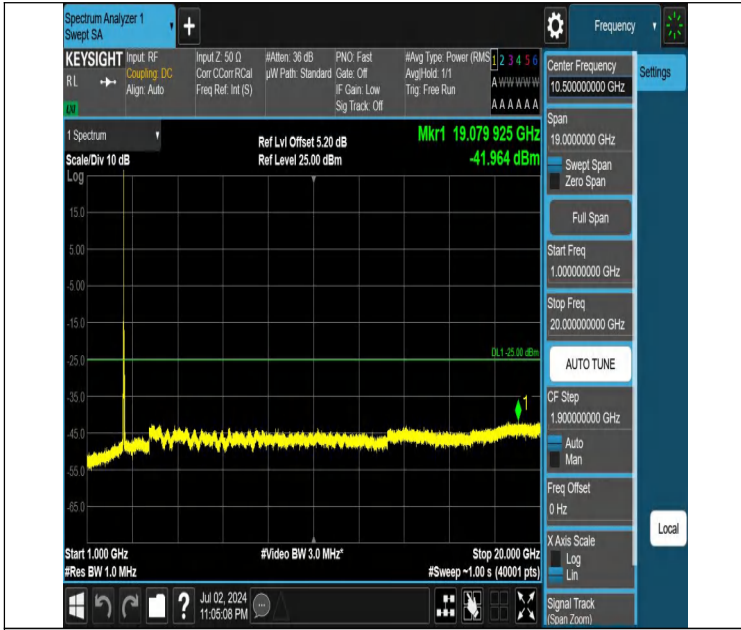 Spectrum Analyzer 1
Swept SA
+
Frequency
KEYSIGHT
RL
Input: RF
Coupling: DC
Align: Auto
Input Z: 50 Ω
Corr CCorr RCal
Freq Ref: Int (S)
#Atten: 36 dB
µW Path: Standard
PNO: Fast
Gate: Off
IF Gain: Low
Sig Track: Off
#Avg Type: Power (RMS
Avg|Hold: 1/1
Trig: Free Run
1 2 3 4 5 6
A W W W W W
A A A A A A
1 Spectrum
Scale/Div 10 dB
Ref Lvl Offset 5.20 dB
Ref Level 25.00 dBm
Mkr1 19.079 925 GHz
-41.964 dBm
Log
15.0
5.00
-5.00
-15.0
-25.0
-35.0
-45.0
-55.0
-65.0
DL1 -25.00 dBm
1
Start 1.000 GHz
#Res BW 1.0 MHz
#Video BW 3.0 MHz*
Stop 20.000 GHz
#Sweep ~1.00 s (40001 pts)
Center Frequency
10.500000000 GHz
Settings
Span
19.0000000 GHz
Swept Span
Zero Span
Full Span
Start Freq
1.000000000 GHz
Stop Freq
20.000000000 GHz
AUTO TUNE
CF Step
1.900000000 GHz
Auto
Man
Freq Offset
0 Hz
X Axis Scale
Log
Lin
Local
Signal Track
(Span Zoom)
?
Jul 02, 2024
11:05:08 PM